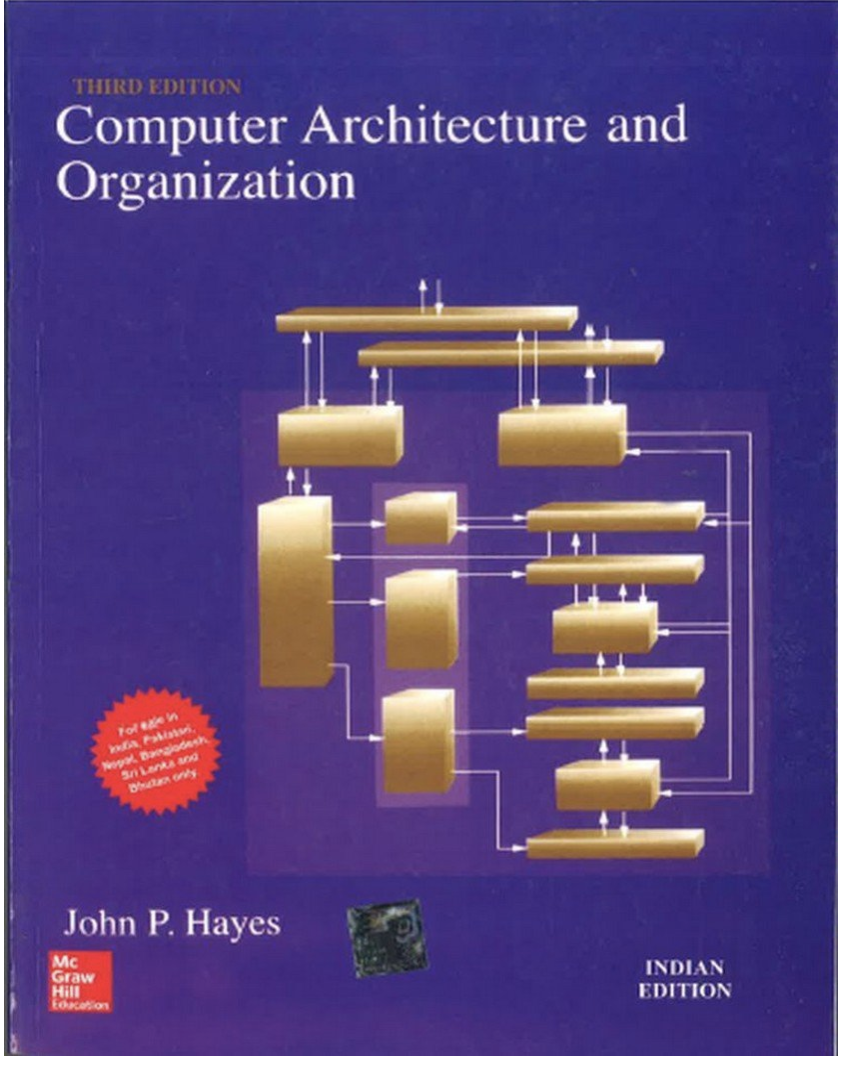 THIRD EDITION
Computer Architecture and
Organization
For sale in
India, Pakistan,
Nepal, Bangladesh,
Sri Lanka and
Bhutan only
John P. Hayes
Mc
Graw
Hill
Education
INDIAN
EDITION